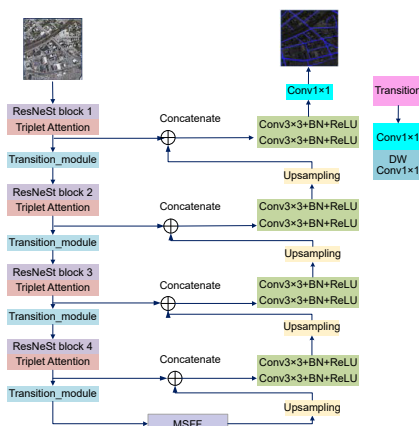 ResNeSt block 1
Triplet Attention
Transition_module
ResNeSt block 2
Triplet Attention
Transition_module
ResNeSt block 3
Triplet Attention
Transition_module
ResNeSt block 4
Triplet Attention
Transition_module
MSFF
Concatenate
Concatenate
Concatenate
Concatenate
Conv1×1
Conv3×3+BN+ReLU
Conv3×3+BN+ReLU
Upsampling
Conv3×3+BN+ReLU
Conv3×3+BN+ReLU
Upsampling
Conv3×3+BN+ReLU
Conv3×3+BN+ReLU
Upsampling
Conv3×3+BN+ReLU
Conv3×3+BN+ReLU
Upsampling
Transition
Conv1×1
DW
Conv1×1